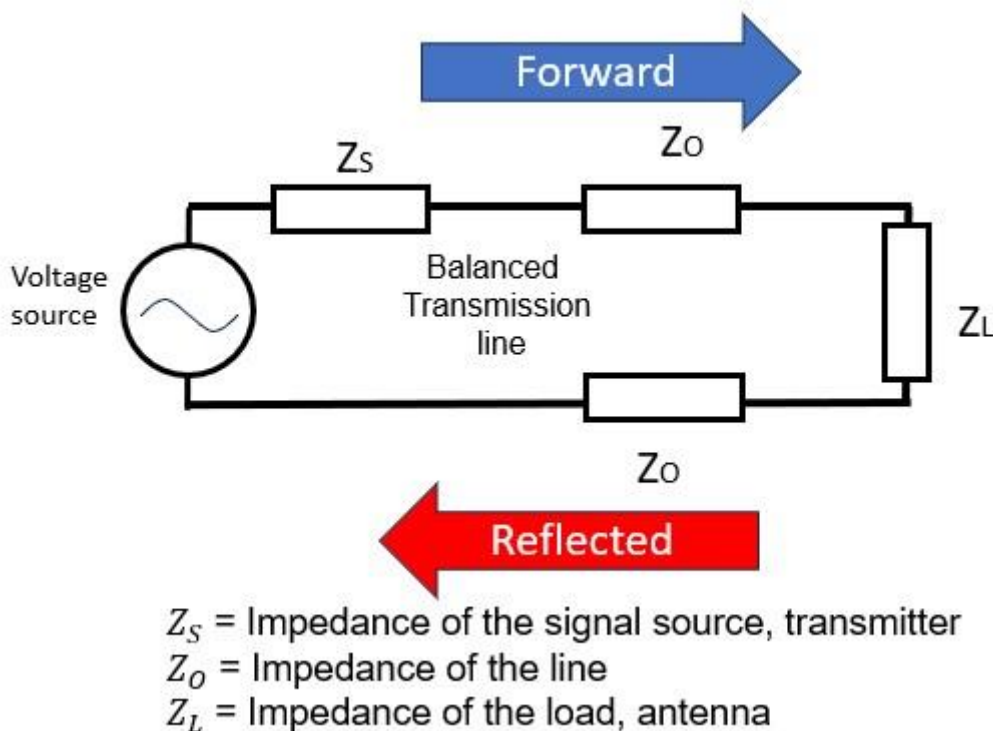 Forward
ZS
ZO
Voltage
source
Balanced
Transmission
line
ZL
ZO
Reflected
ZS = Impedance of the signal source, transmitter
ZO = Impedance of the line
ZL = Impedance of the load, antenna